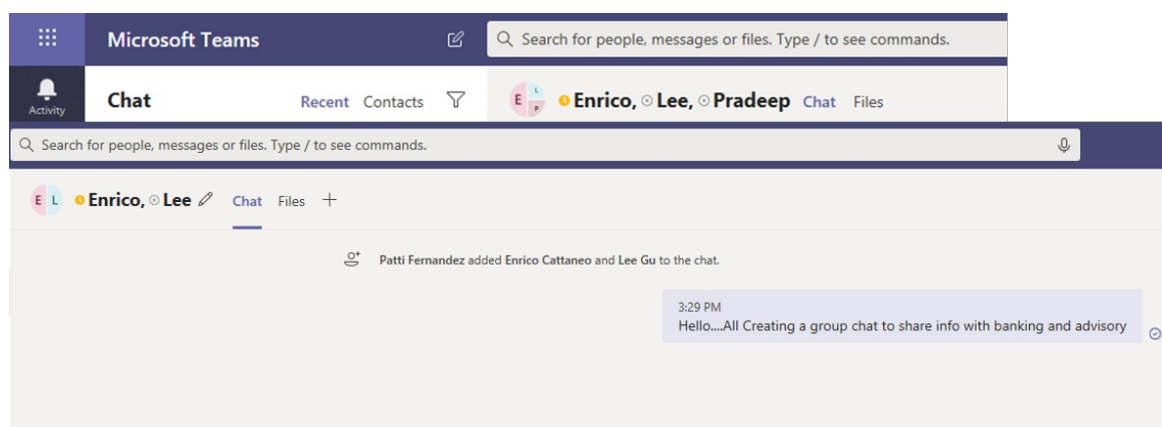 Microsoft Teams
Search for people, messages or files. Type / to see commands.
Activity
Chat Recent Contacts
E L P Enrico, Lee, Pradeep Chat Files
Search for people, messages or files. Type / to see commands.
E L Enrico, Lee Chat Files
Patti Fernandez added Enrico Cattaneo and Lee Gu to the chat.
3:29 PM
Hello....All Creating a group chat to share info with banking and advisory